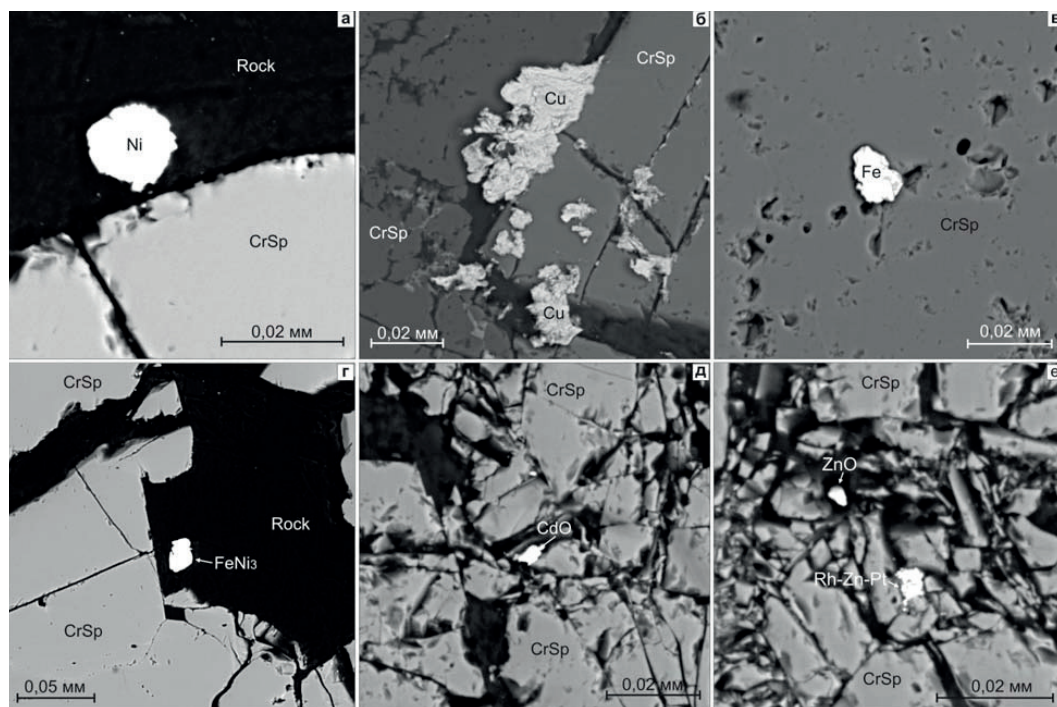 а
Rock
Ni
CrSp
0,02 мм
б
CrSp
Cu
CrSp
Cu
0,02 мм
в
Fe
CrSp
0,02 мм
г
CrSp
Rock
FeNi₃
CrSp
0,05 мм
д
CrSp
CdO
CrSp
0,02 мм
е
CrSp
ZnO
Rh-Zn-Pt
CrSp
0,02 мм